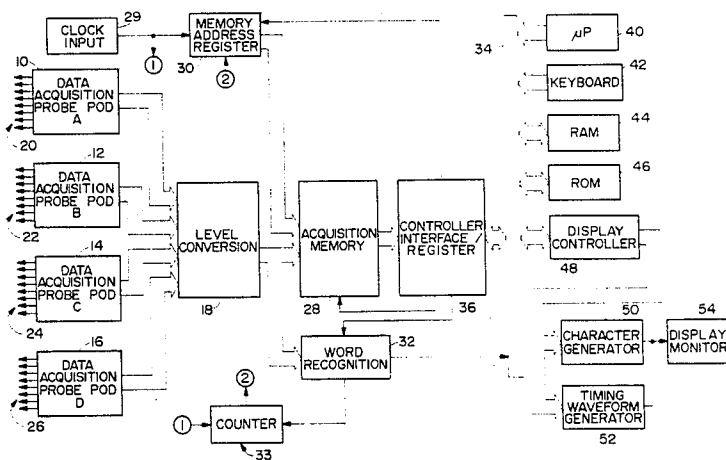 29
CLOCK
INPUT
1
MEMORY
ADDRESS
REGISTER
30
2
34
μP
40
42
KEYBOARD
10
DATA
ACQUISITION
PROBE POD
A
20
44
RAM
46
ROM
12
DATA
ACQUISITION
PROBE POD
B
22
LEVEL
CONVERSION
18
ACQUISITION
MEMORY
28
CONTROLLER
INTERFACE /
REGISTER
36
DISPLAY
CONTROLLER
48
14
DATA
ACQUISITION
PROBE POD
C
24
50
CHARACTER
GENERATOR
54
DISPLAY
MONITOR
16
DATA
ACQUISITION
PROBE POD
D
26
32
WORD
RECOGNITION
2
1
COUNTER
33
TIMING
WAVEFORM
GENERATOR
52